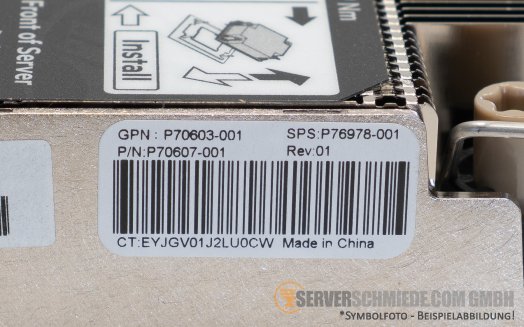 Nm
Front of Server
Install
GPN : P70603-001 SPS:P76978-001
P/N:P70607-001 Rev:01
CT:EYJGV01J2LU0CW Made in China
SERVERSCHMIEDE.COM GMBH
*SYMBOLFOTO - BEISPIELABBILDUNG!